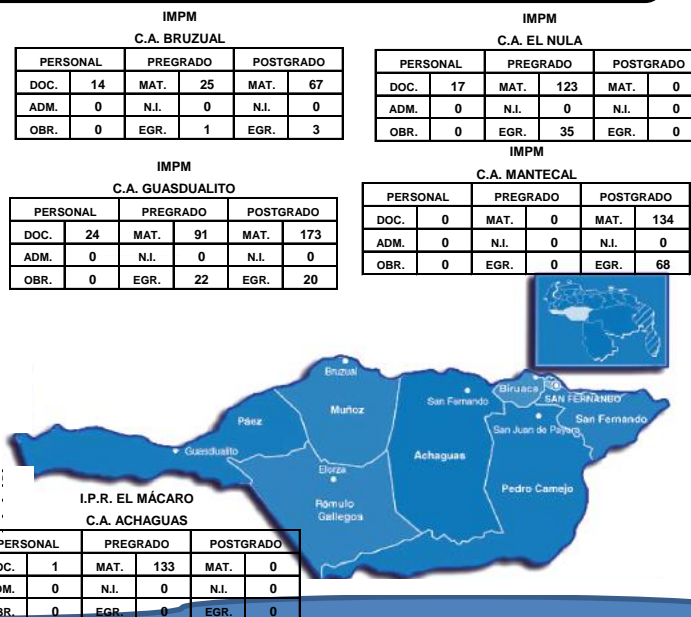 IMPM
C.A. BRUZUAL
PERSONAL PREGRADO POSTGRADO
DOC. 14 MAT. 25 MAT. 67
ADM. 0 N.I. 0 N.I. 0
OBR. 0 EGR. 1 EGR. 3
IMPM
C.A. EL NULA
PERSONAL PREGRADO POSTGRADO
DOC. 17 MAT. 123 MAT. 0
ADM. 0 N.I. 0 N.I. 0
OBR. 0 EGR. 35 EGR. 0
IMPM
C.A. GUASDUALITO
PERSONAL PREGRADO POSTGRADO
DOC. 24 MAT. 91 MAT. 173
ADM. 0 N.I. 0 N.I. 0
OBR. 0 EGR. 22 EGR. 20
IMPM
C.A. MANTECAL
PERSONAL PREGRADO POSTGRADO
DOC. 0 MAT. 0 MAT. 134
ADM. 0 N.I. 0 N.I. 0
OBR. 0 EGR. 0 EGR. 68
Bruzual
Muñoz
Páez
Guasdualito
Elorza
Rómulo
Gallegos
San Fernando
Achaguas
Biruaca
SAN FERNANDO
San Fernando
San Juan de Payara
Pedro Camejo
I.P.R. EL MÁCARO
C.A. ACHAGUAS
PERSONAL PREGRADO POSTGRADO
OC. 1 MAT. 133 MAT. 0
DM. 0 N.I. 0 N.I. 0
BR. 0 EGR. 0 EGR. 0